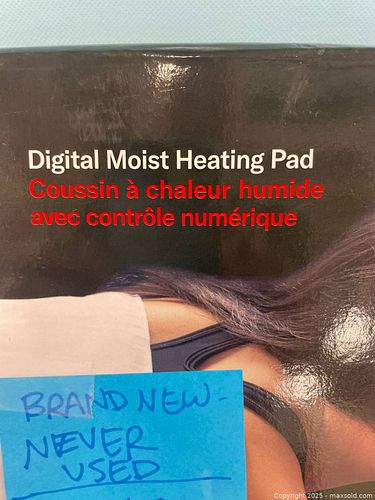 Digital Moist Heating Pad
Coussin à chaleur humide
avec contrôle numérique
BRAND NEW-
NEVER
USED
Copyright 2025 - maxsold.com